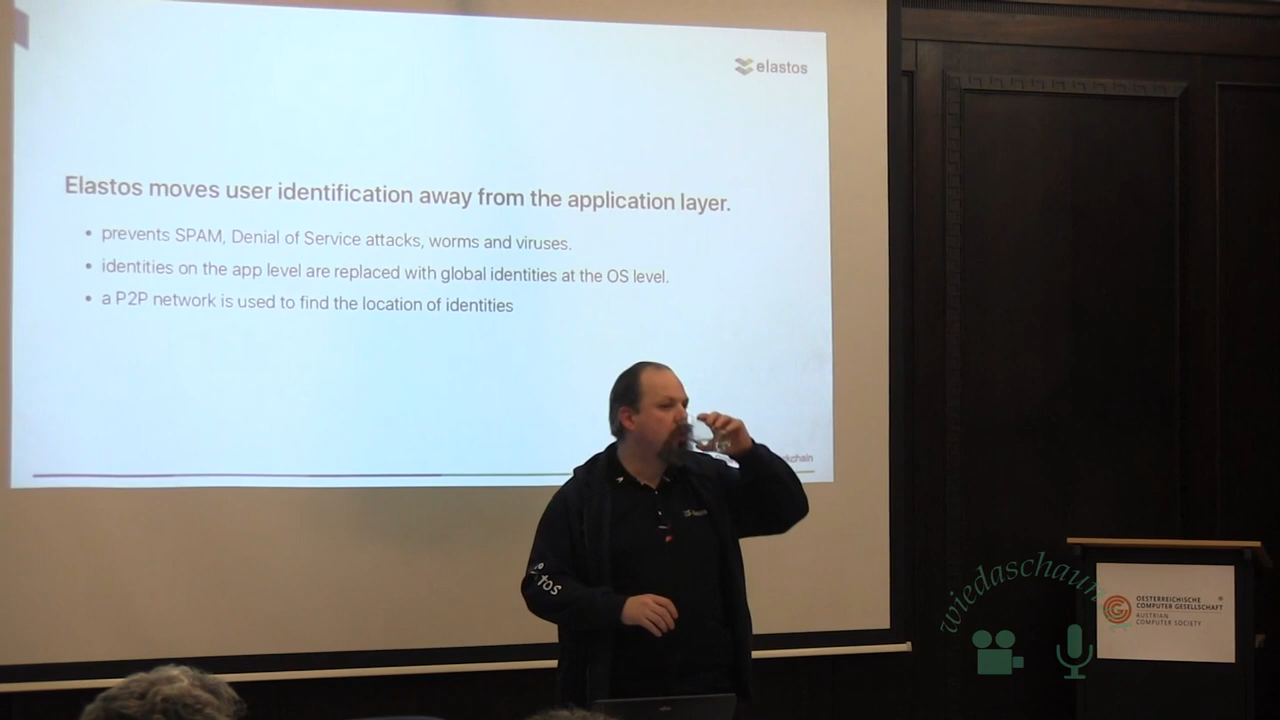 elastos
Elastos moves user identification away from the application layer.
• prevents SPAM, Denial of Service attacks, worms and viruses.
• identities on the app level are replaced with global identities at the OS level.
• a P2P network is used to find the location of identities
wiedaschaun
OESTERREICHISCHE
COMPUTER GESELLSCHAFT
AUSTRIAN
COMPUTER SOCIETY